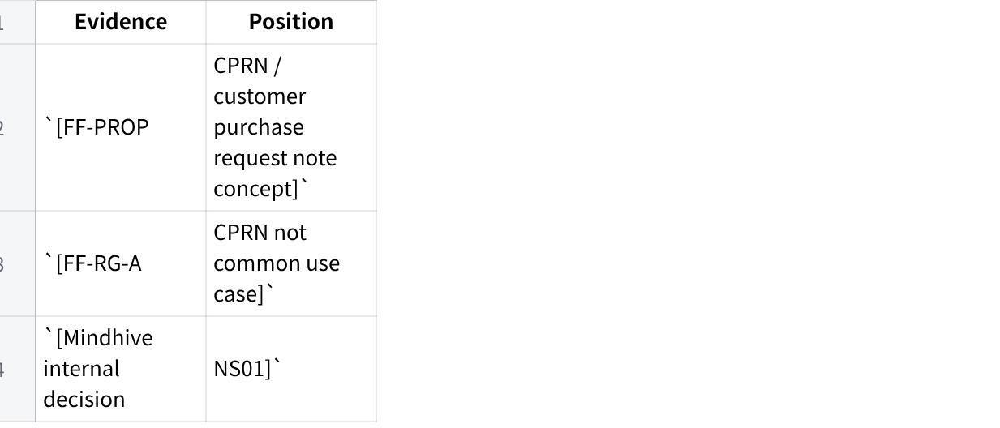 1 Evidence Position
2 `[FF-PROP CPRN /
customer
purchase
request note
concept]`
3 `[FF-RG-A CPRN not
common use
case]`
4 `[Mindhive
internal
decision NS01]`